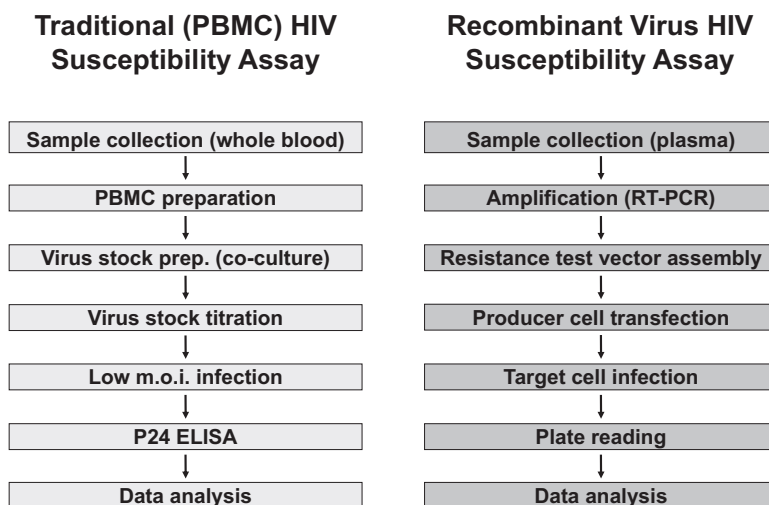 Traditional (PBMC) HIV
Susceptibility Assay
Sample collection (whole blood)
PBMC preparation
Virus stock prep. (co-culture)
Virus stock titration
Low m.o.i. infection
P24 ELISA
Data analysis
Recombinant Virus HIV
Susceptibility Assay
Sample collection (plasma)
Amplification (RT-PCR)
Resistance test vector assembly
Producer cell transfection
Target cell infection
Plate reading
Data analysis